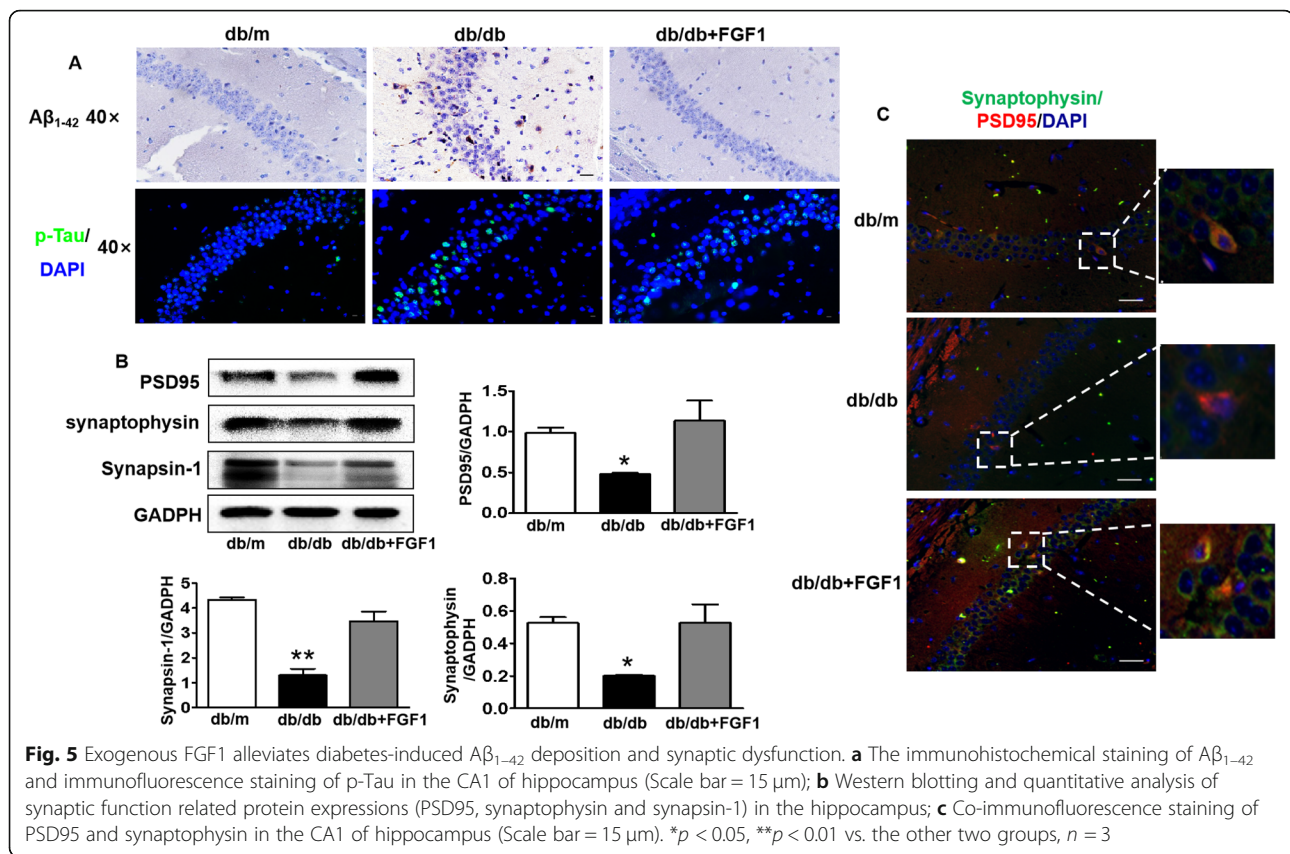 db/m db/db db/db+FGF1
A
Aβ1–42 40×
p-Tau/
DAPI 40×
B
PSD95
synaptophysin
Synapsin-1
GADPH
db/m db/db db/db+FGF1
PSD95/GADPH
1.5
1.0
0.5
0.0
*
db/m db/db db/db+FGF1
Synapsin-1/GADPH
5
4
3
2
1
0
**
db/m db/db db/db+FGF1
Synaptophysin
/GADPH
0.8
0.6
0.4
0.2
0.0
*
db/m db/db db/db+FGF1
C
Synaptophysin/
PSD95/DAPI
db/m
db/db
db/db+FGF1
Fig. 5 Exogenous FGF1 alleviates diabetes-induced Aβ1–42 deposition and synaptic dysfunction. a The immunohistochemical staining of Aβ1–42
and immunofluorescence staining of p-Tau in the CA1 of hippocampus (Scale bar = 15 μm); b Western blotting and quantitative analysis of
synaptic function related protein expressions (PSD95, synaptophysin and synapsin-1) in the hippocampus; c Co-immunofluorescence staining of
PSD95 and synaptophysin in the CA1 of hippocampus (Scale bar = 15 μm). *p < 0.05, **p < 0.01 vs. the other two groups, n = 3